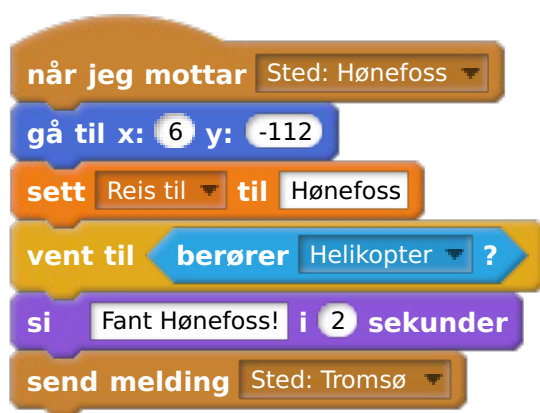 når jeg mottar Sted: Hønefoss
gå til x: 6 y: -112
sett Reis til til Hønefoss
vent til berører Helikopter ?
si Fant Hønefoss! i 2 sekunder
send melding Sted: Tromsø